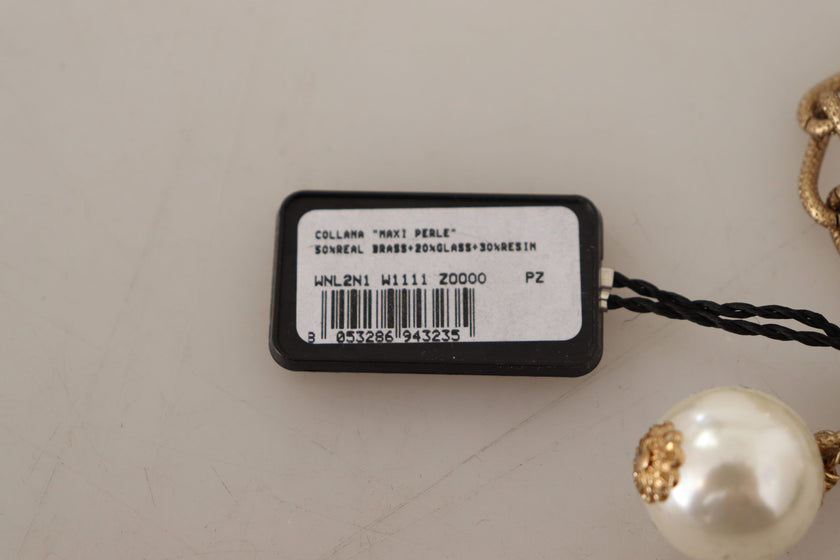 COLLANA "MAXI PERLE"
50%REAL BRASS+20%GLASS+30%RESIN
WNL2N1 W1111 Z0000 PZ
8 053286 943235